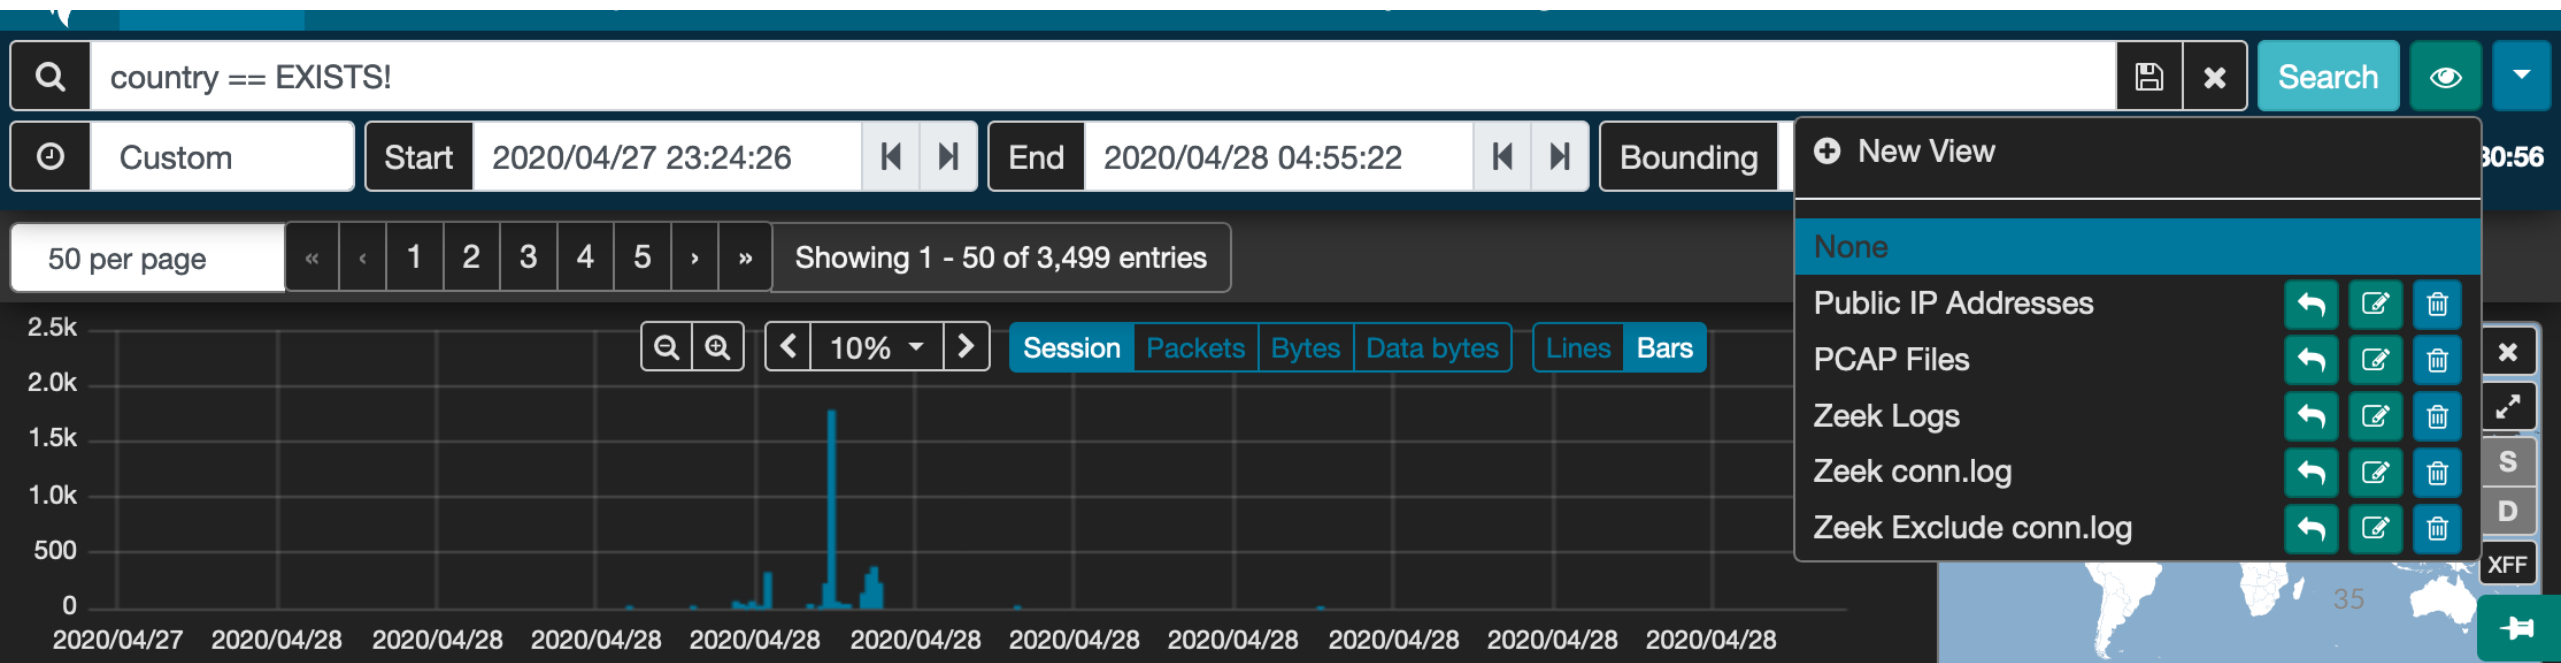 country == EXISTS!
Search
Custom
Start 2020/04/27 23:24:26
End 2020/04/28 04:55:22
Bounding
30:56
New View
None
Public IP Addresses
PCAP Files
Zeek Logs
Zeek conn.log
Zeek Exclude conn.log
50 per page
« ‹ 1 2 3 4 5 › »
Showing 1 - 50 of 3,499 entries
10%
Session Packets Bytes Data bytes
Lines Bars
2.5k
2.0k
1.5k
1.0k
500
0
2020/04/27 2020/04/28 2020/04/28 2020/04/28 2020/04/28 2020/04/28 2020/04/28 2020/04/28 2020/04/28 2020/04/28 2020/04/28
S
D
XFF
35